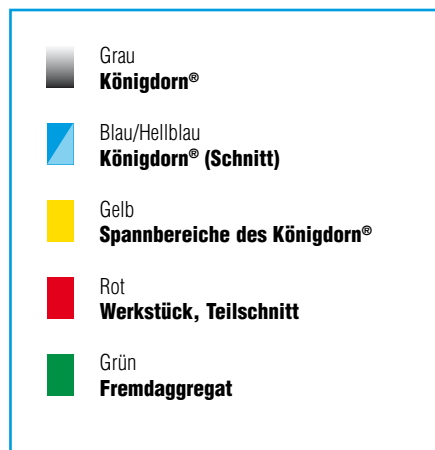 Grau
Königdorn®
Blau/Hellblau
Königdorn® (Schnitt)
Gelb
Spannbereiche des Königdorn®
Rot
Werkstück, Teilschnitt
Grün
Fremdaggregat